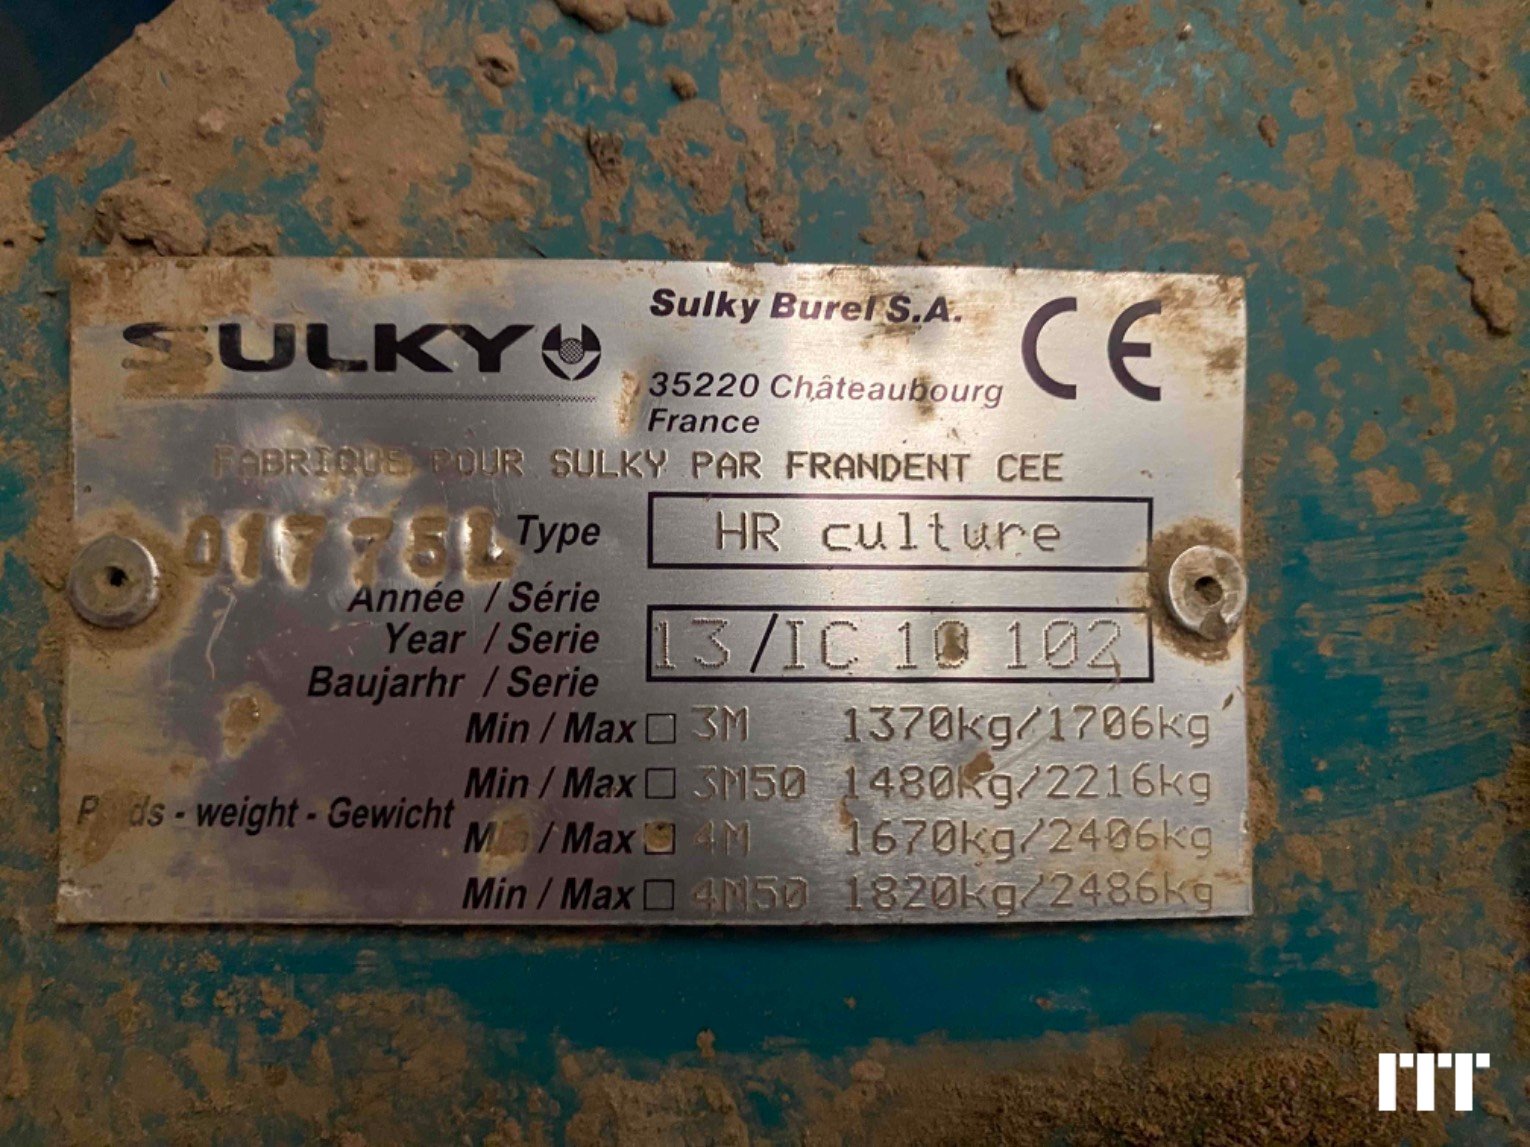 SULKY
Sulky Burel S.A.
35220 Châteaubourg
France
CE
FABRIQUE POUR SULKY PAR FRANDENT CEE
Type HR culture
Année / Série
Year / Serie 13/IC 10 102
Baujarhr / Serie
Min / Max 3M 1370kg/1706kg
Min / Max 3M50 1480kg/2216kg
Poids - weight - Gewicht
Min / Max 4M 1670kg/2406kg
Min / Max 4M50 1820kg/2486kg